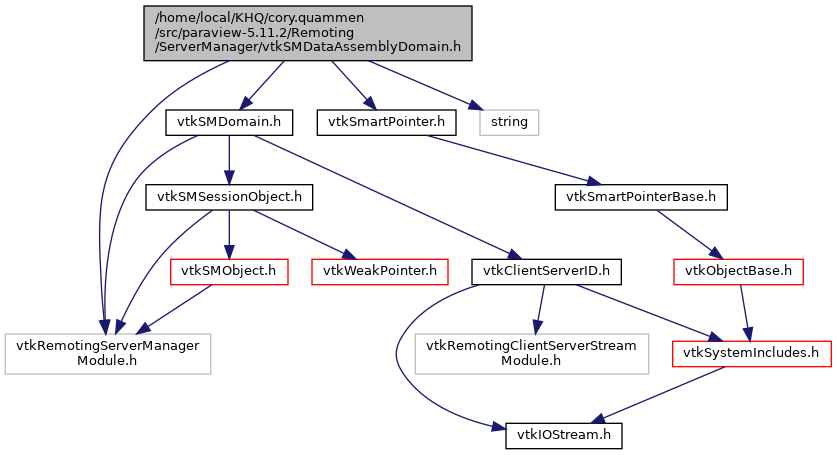 /home/local/KHQ/cory.quammen
/src/paraview-5.11.2/Remoting
/ServerManager/vtkSMDataAssemblyDomain.h
vtkSMDomain.h
vtkSmartPointer.h
string
vtkSMSessionObject.h
vtkSmartPointerBase.h
vtkSMObject.h
vtkWeakPointer.h
vtkClientServerID.h
vtkObjectBase.h
vtkRemotingServerManager
Module.h
vtkRemotingClientServerStream
Module.h
vtkSystemIncludes.h
vtkIOStream.h